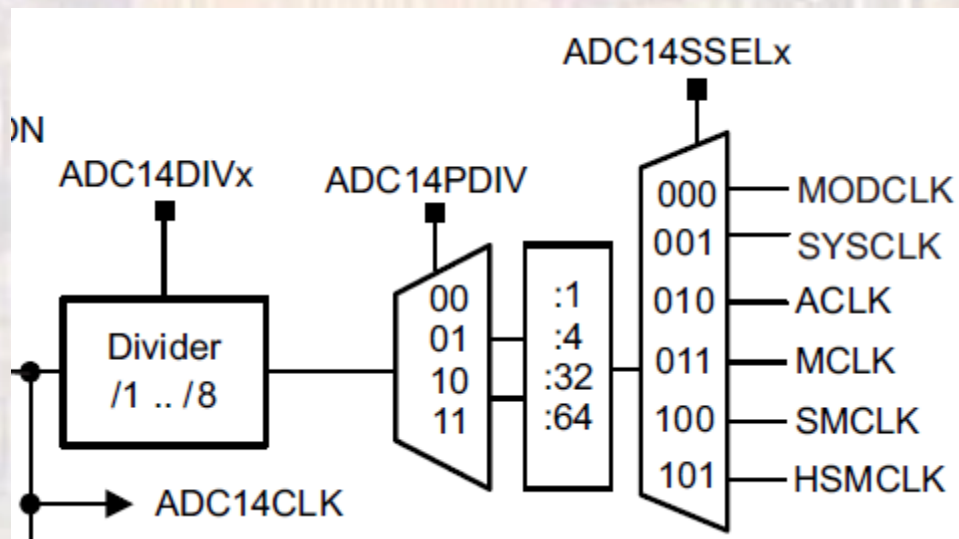 ADC14SSELx
ON
ADC14DIVx
ADC14PDIV
000
MODCLK
001
SYSCLK
010
ACLK
011
MCLK
100
SMCLK
101
HSMCLK
00
01
10
11
:1
:4
:32
:64
Divider
/1 .. /8
ADC14CLK